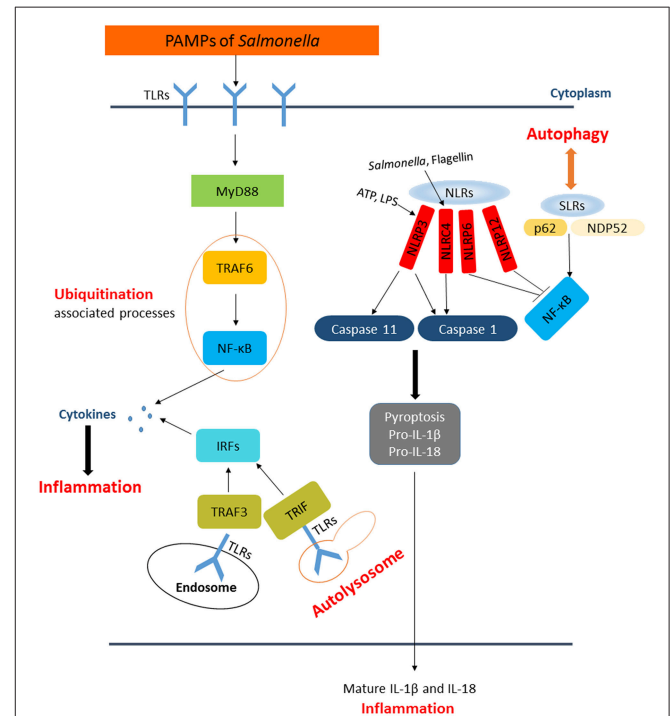 PAMPs of Salmonella
TLRs
Cytoplasm
Autophagy
Salmonella, Flagellin
MyD88
ATP, LPS
NLRs
SLRs
NLRP3
NLRC4
NLRP6
NLRP12
p62
NDP52
TRAF6
Ubiquitination
associated processes
NF-κB
NF-κB
Caspase 11
Caspase 1
Cytokines
IRFs
Pyroptosis
Pro-IL-1β
Pro-IL-18
Inflammation
TRAF3
TRIF
TLRs
TLRs
Endosome
Autolysosome
Mature IL-1β and IL-18
Inflammation